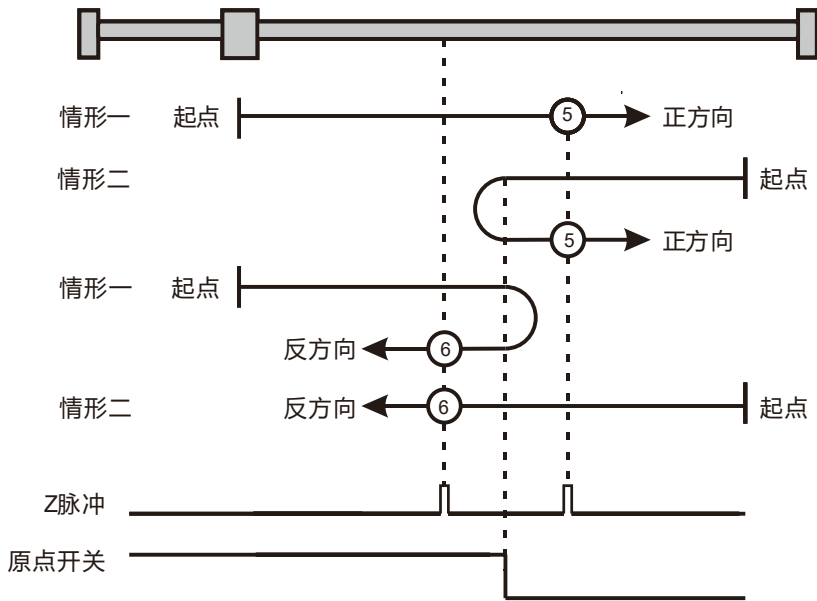 情形一 起点 5 正方向
情形二 起点
5 正方向
情形一 起点
反方向 6
情形二 反方向 6 起点
Z脉冲
原点开关